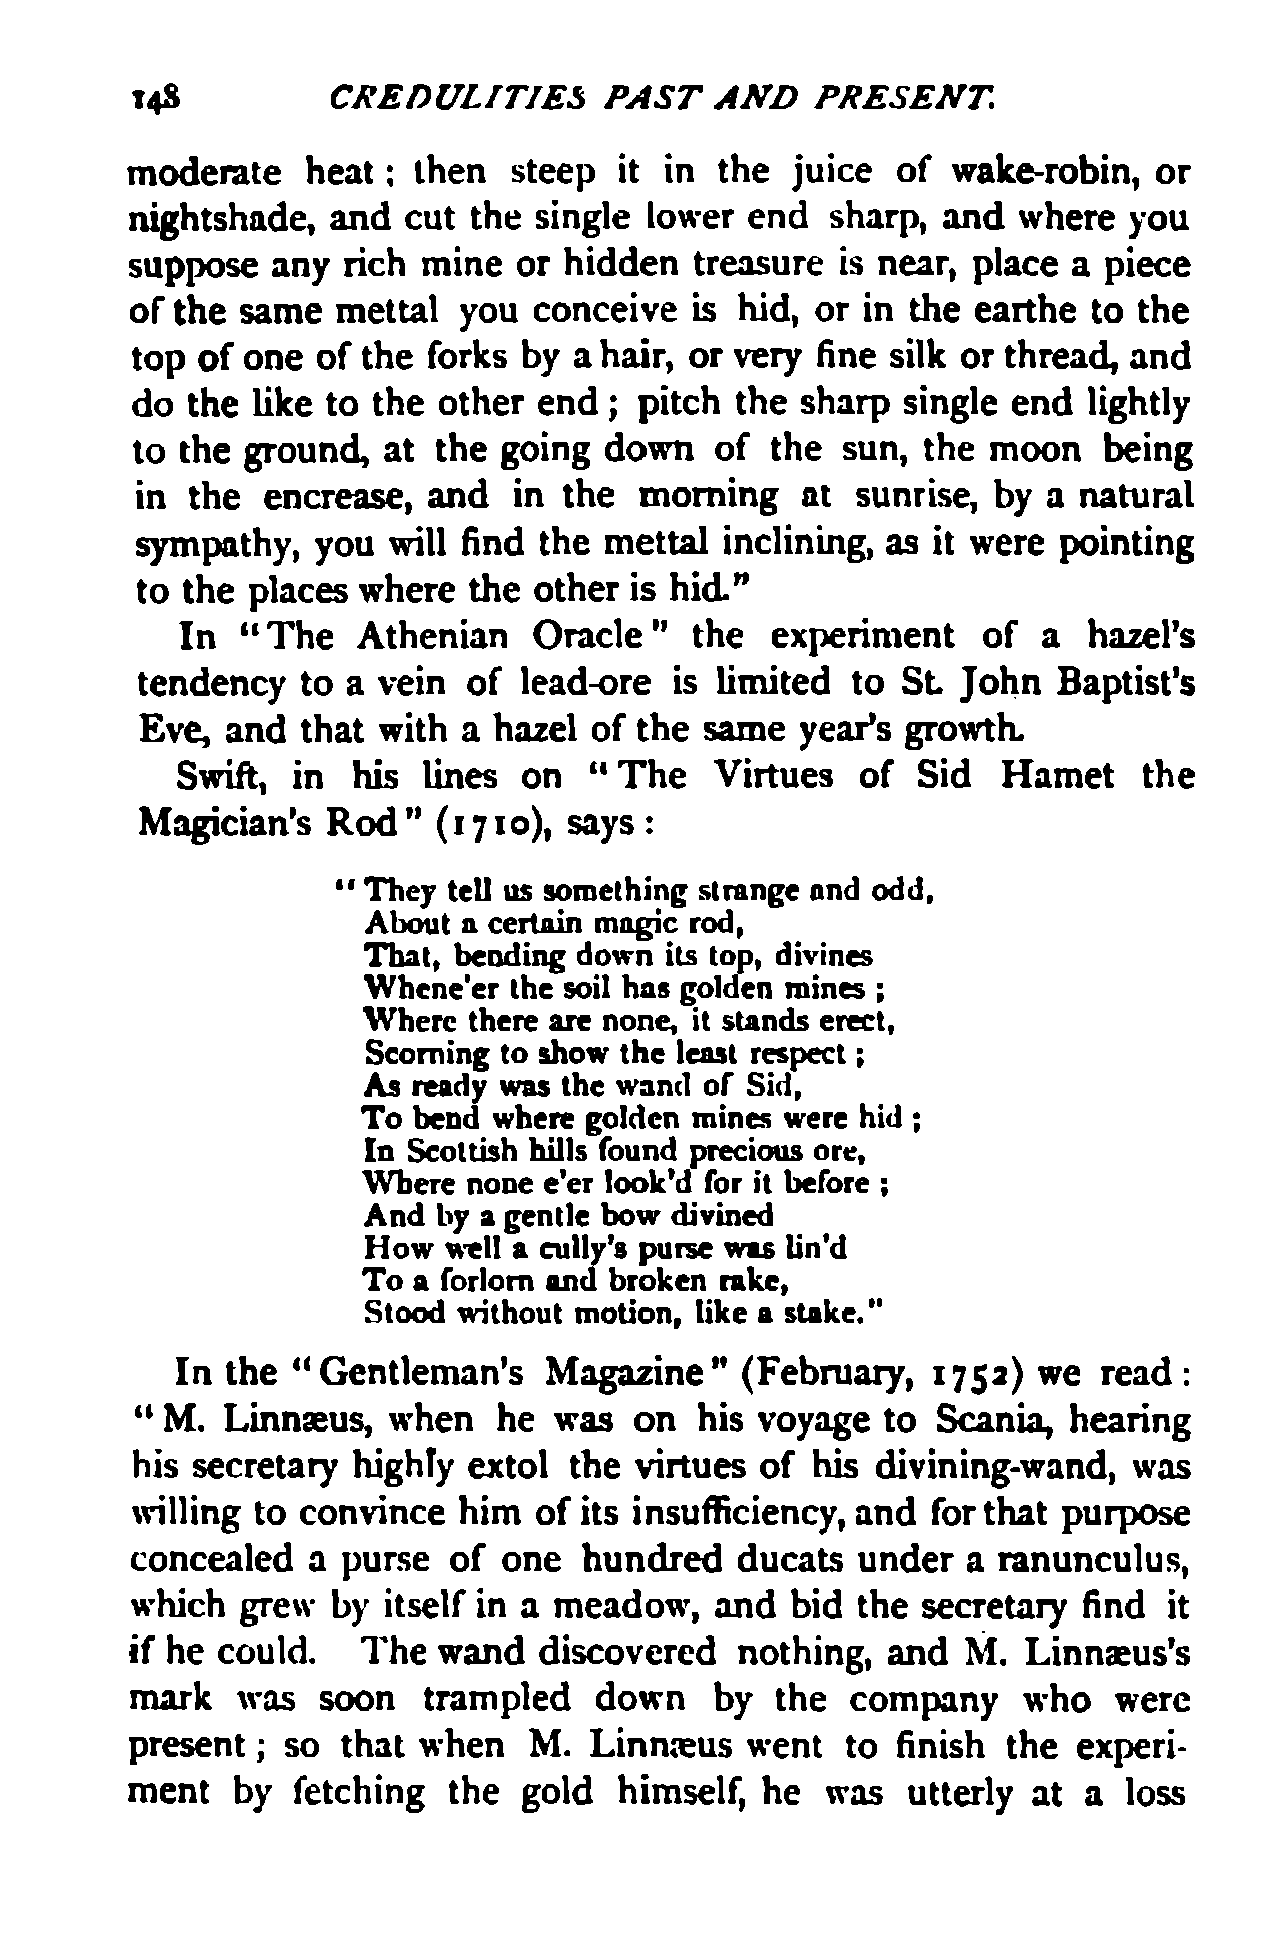 148 CREDULITIES PAST AND PRESENT.
moderate heat ; then steep it in the juice of wake-robin, or
nightshade, and cut the single lower end sharp, and where you
suppose any rich mine or hidden treasure is near, place a piece
of the same mettal you conceive is hid, or in the earthe to the
top of one of the forks by a hair, or very fine silk or thread, and
do the like to the other end ; pitch the sharp single end lightly
to the ground, at the going down of the sun, the moon being
in the encrease, and in the morning at sunrise, by a natural
sympathy, you will find the mettal inclining, as it were pointing
to the places where the other is hid."
In "The Athenian Oracle" the experiment of a hazel's
tendency to a vein of lead-ore is limited to St. John Baptist's
Eve, and that with a hazel of the same year's growth.
Swift, in his lines on "The Virtues of Sid Hamet the
Magician's Rod" (1710), says :
"They tell us something strange and odd,
About a certain magic rod,
That, bending down its top, divines
Whene'er the soil has golden mines ;
Where there are none, it stands erect,
Scorning to show the least respect ;
As ready was the wand of Sid,
To bend where golden mines were hid ;
In Scottish hills found precious ore,
Where none e'er look'd for it before ;
And by a gentle bow divined
How well a cully's purse was lin'd
To a forlorn and broken rake,
Stood without motion, like a stake."
In the "Gentleman's Magazine" (February, 1752) we read :
"M. Linnæus, when he was on his voyage to Scania, hearing
his secretary highly extol the virtues of his divining-wand, was
willing to convince him of its insufficiency, and for that purpose
concealed a purse of one hundred ducats under a ranunculus,
which grew by itself in a meadow, and bid the secretary find it
if he could. The wand discovered nothing, and M. Linnæus's
mark was soon trampled down by the company who were
present ; so that when M. Linnæus went to finish the experi-
ment by fetching the gold himself, he was utterly at a loss